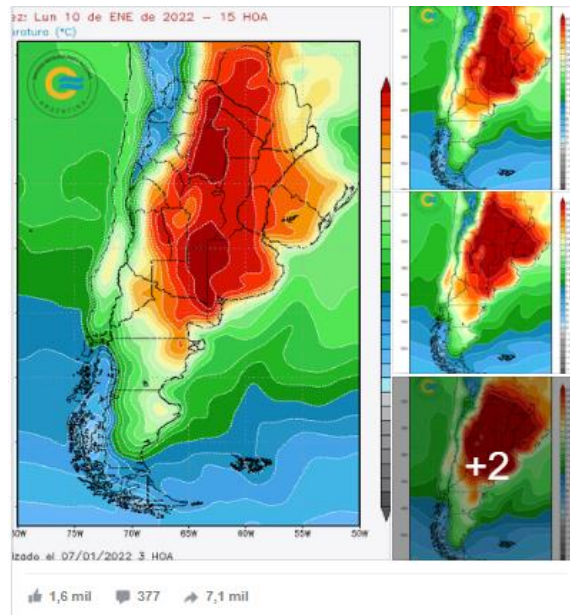 ez: Lun 10 de ENE de 2022 – 15 HOA
eratura (°C)
ARGENTINA
80W 75W 70W 65W 60W 55W 50W
izado el 07/01/2022 3 HOA
+2
1,6 mil 377 7,1 mil